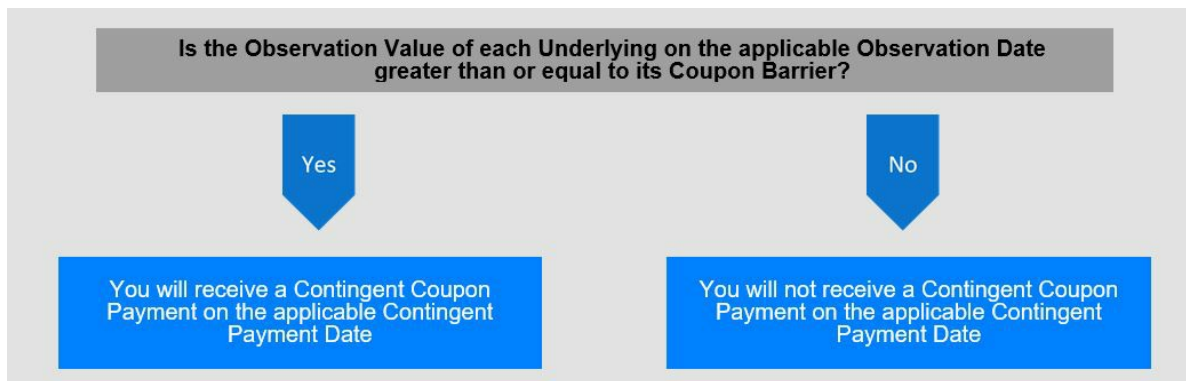 Is the Observation Value of each Underlying on the applicable Observation Date
greater than or equal to its Coupon Barrier?
Yes
No
You will receive a Contingent Coupon
Payment on the applicable Contingent
Payment Date
You will not receive a Contingent Coupon
Payment on the applicable Contingent
Payment Date